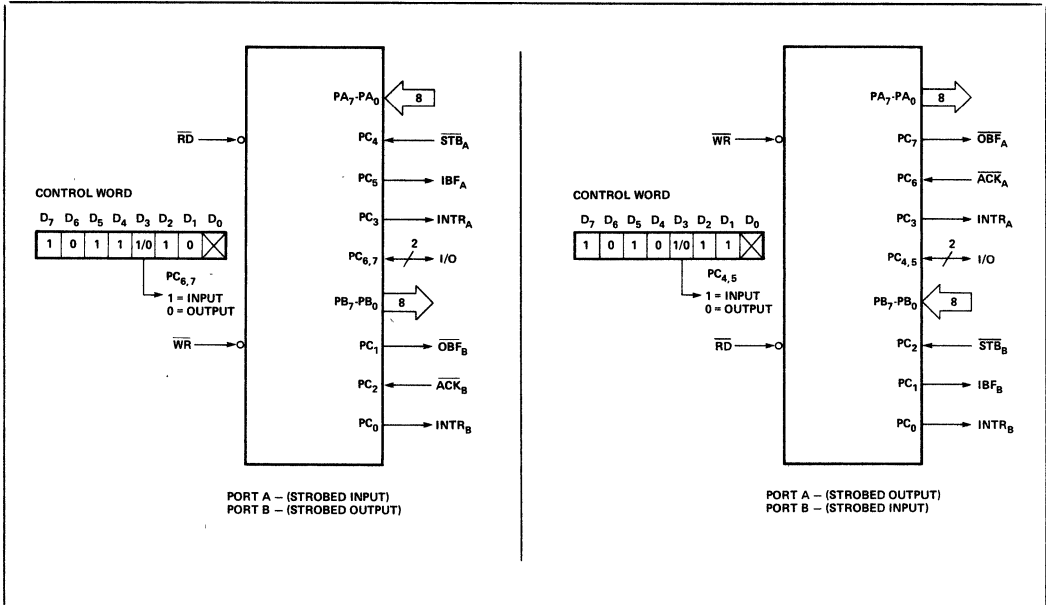 PA7-PA0 8
RD
PC4 STBA
PC5 IBFA
CONTROL WORD
D7 D6 D5 D4 D3 D2 D1 D0
1 0 1 1 1/0 1 0 X
PC3 INTRA
PC6,7 2 I/O
PC6,7
1 = INPUT
0 = OUTPUT
PB7-PB0 8
WR
PC1 OBFB
PC2 ACKB
PC0 INTRB
PORT A – (STROBED INPUT)
PORT B – (STROBED OUTPUT)
PA7-PA0 8
WR
PC7 OBFA
PC6 ACKA
CONTROL WORD
D7 D6 D5 D4 D3 D2 D1 D0
1 0 1 0 1/0 1 1 X
PC3 INTRA
PC4,5 2 I/O
PC4,5
1 = INPUT
0 = OUTPUT
PB7-PB0 8
RD
PC2 STBB
PC1 IBFB
PC0 INTRB
PORT A – (STROBED OUTPUT)
PORT B – (STROBED INPUT)